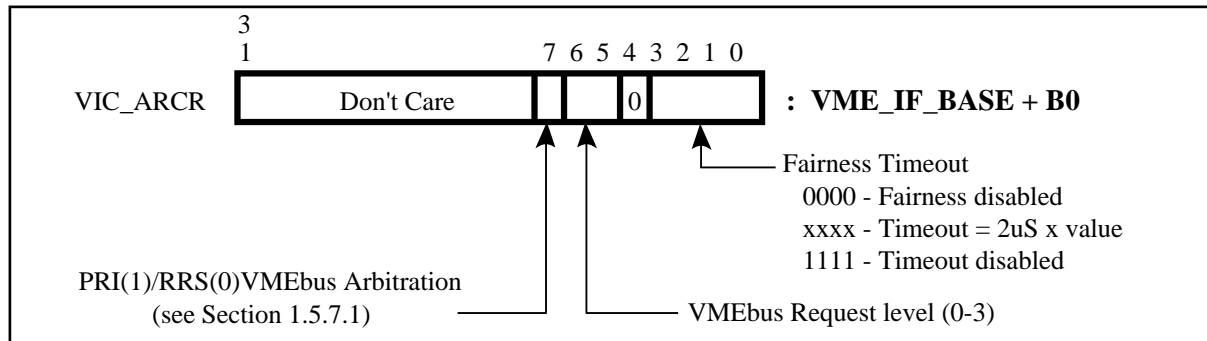 3
1 7 6 5 4 3 2 1 0
VIC_ARCR Don't Care 0 : VME_IF_BASE + B0
Fairness Timeout
0000 - Fairness disabled
xxxx - Timeout = 2uS x value
1111 - Timeout disabled
PRI(1)/RRS(0)VMEbus Arbitration
(see Section 1.5.7.1)
VMEbus Request level (0-3)